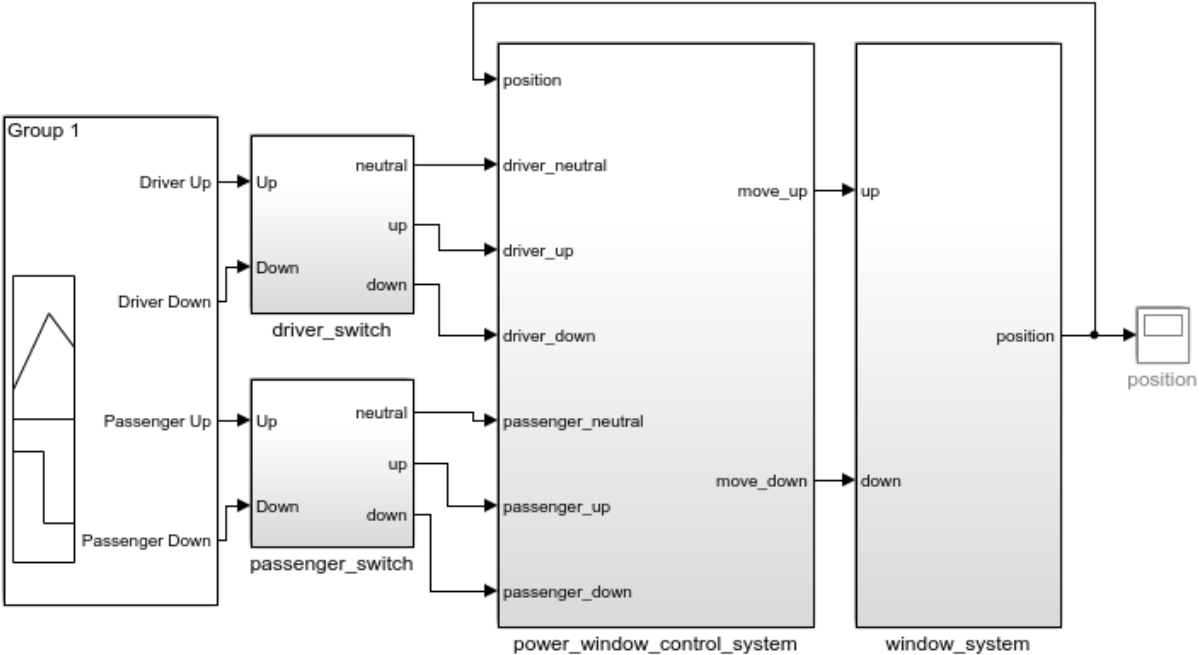 Group 1
Driver Up
Driver Down
Passenger Up
Passenger Down
Up
Down
neutral
up
down
driver_switch
Up
Down
neutral
up
down
passenger_switch
position
driver_neutral
driver_up
driver_down
passenger_neutral
passenger_up
passenger_down
move_up
move_down
power_window_control_system
up
down
position
window_system
position